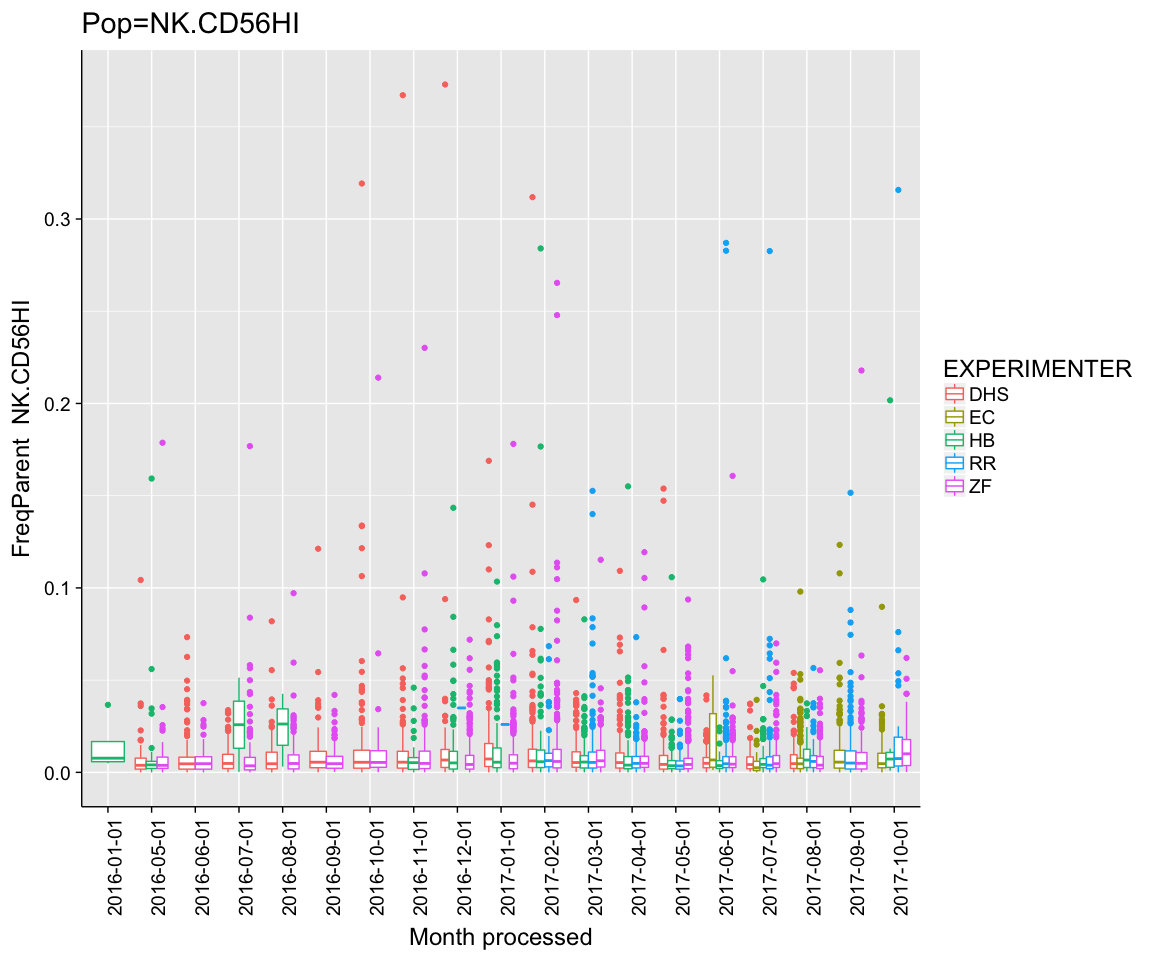 Pop=NK.CD56HI
FreqParent NK.CD56HI
0.3
0.2
0.1
0.0
2016-01-01
2016-05-01
2016-06-01
2016-07-01
2016-08-01
2016-09-01
2016-10-01
2016-11-01
2016-12-01
2017-01-01
2017-02-01
2017-03-01
2017-04-01
2017-05-01
2017-06-01
2017-07-01
2017-08-01
2017-09-01
2017-10-01
Month processed
EXPERIMENTER
DHS
EC
HB
RR
ZF